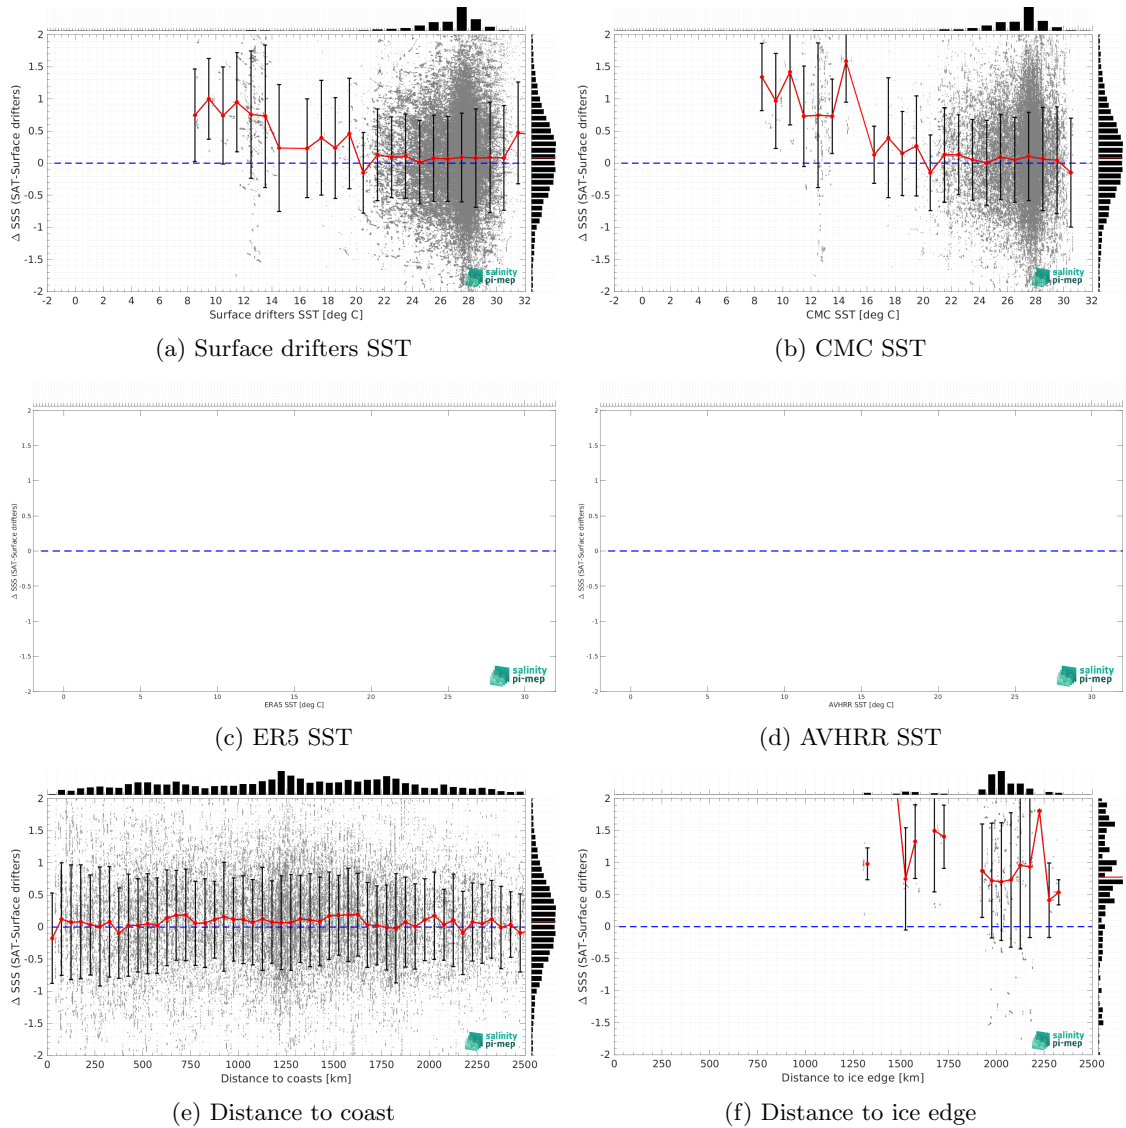 2
1.5
1
0.5
0
-0.5
-1
-1.5
-2
Δ SSS (SAT-Surface drifters)
-2 0 2 4 6 8 10 12 14 16 18 20 22 24 26 28 30 32
Surface drifters SST [deg C]
salinity
pi-mep
(a) Surface drifters SST
2
1.5
1
0.5
0
-0.5
-1
-1.5
-2
Δ SSS (SAT-Surface drifters)
-2 0 2 4 6 8 10 12 14 16 18 20 22 24 26 28 30 32
CMC SST [deg C]
salinity
pi-mep
(b) CMC SST
2
1.5
1
0.5
0
-0.5
-1
-1.5
-2
Δ SSS (SAT-Surface drifters)
0 5 10 15 20 25 30
ERA5 SST [deg C]
salinity
pi-mep
(c) ER5 SST
2
1.5
1
0.5
0
-0.5
-1
-1.5
-2
Δ SSS (SAT-Surface drifters)
0 5 10 15 20 25 30
AVHRR SST [deg C]
salinity
pi-mep
(d) AVHRR SST
2
1.5
1
0.5
0
-0.5
-1
-1.5
-2
Δ SSS (SAT-Surface drifters)
0 250 500 750 1000 1250 1500 1750 2000 2250 2500
Distance to coasts [km]
salinity
pi-mep
(e) Distance to coast
2
1.5
1
0.5
0
-0.5
-1
-1.5
-2
Δ SSS (SAT-Surface drifters)
0 250 500 750 1000 1250 1500 1750 2000 2250 2500
Distance to ice edge [km]
salinity
pi-mep
(f) Distance to ice edge